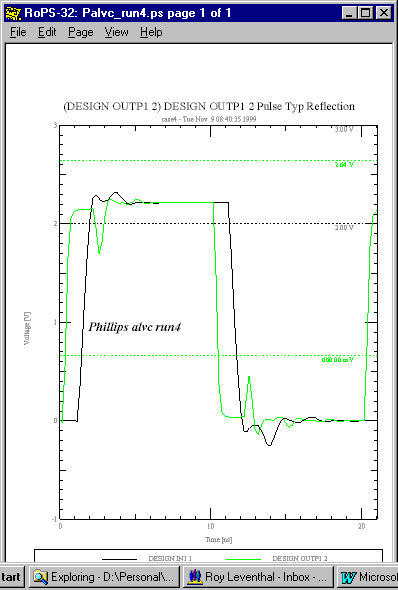 RoPS-32: Palvc_run4.ps page 1 of 1
File Edit Page View Help
(DESIGN OUTP1 2) DESIGN OUTP1 2 Pulse Typ Reflection
case4 - Tue Nov 9 08:40:35 1999
3
3.00 V
2.64 V
2
2.00 V
Phillips alvc run4
1
Voltage [V]
660.00 mV
0
-1
0 10 20
Time [ns]
DESIGN IN1 1 DESIGN OUTP1 2
tart Exploring - D:\Personal\... Roy Leventhal - Inbox - ... Microsof